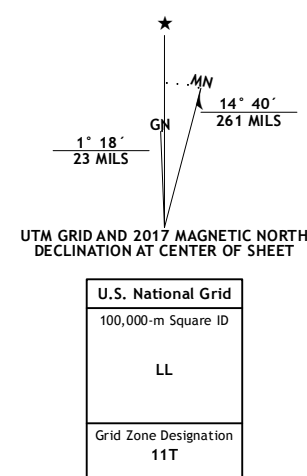 MN
GN
14° 40´
261 MILS
1° 18´
23 MILS
UTM GRID AND 2017 MAGNETIC NORTH
DECLINATION AT CENTER OF SHEET
U.S. National Grid
100,000-m Square ID
LL
Grid Zone Designation
11T